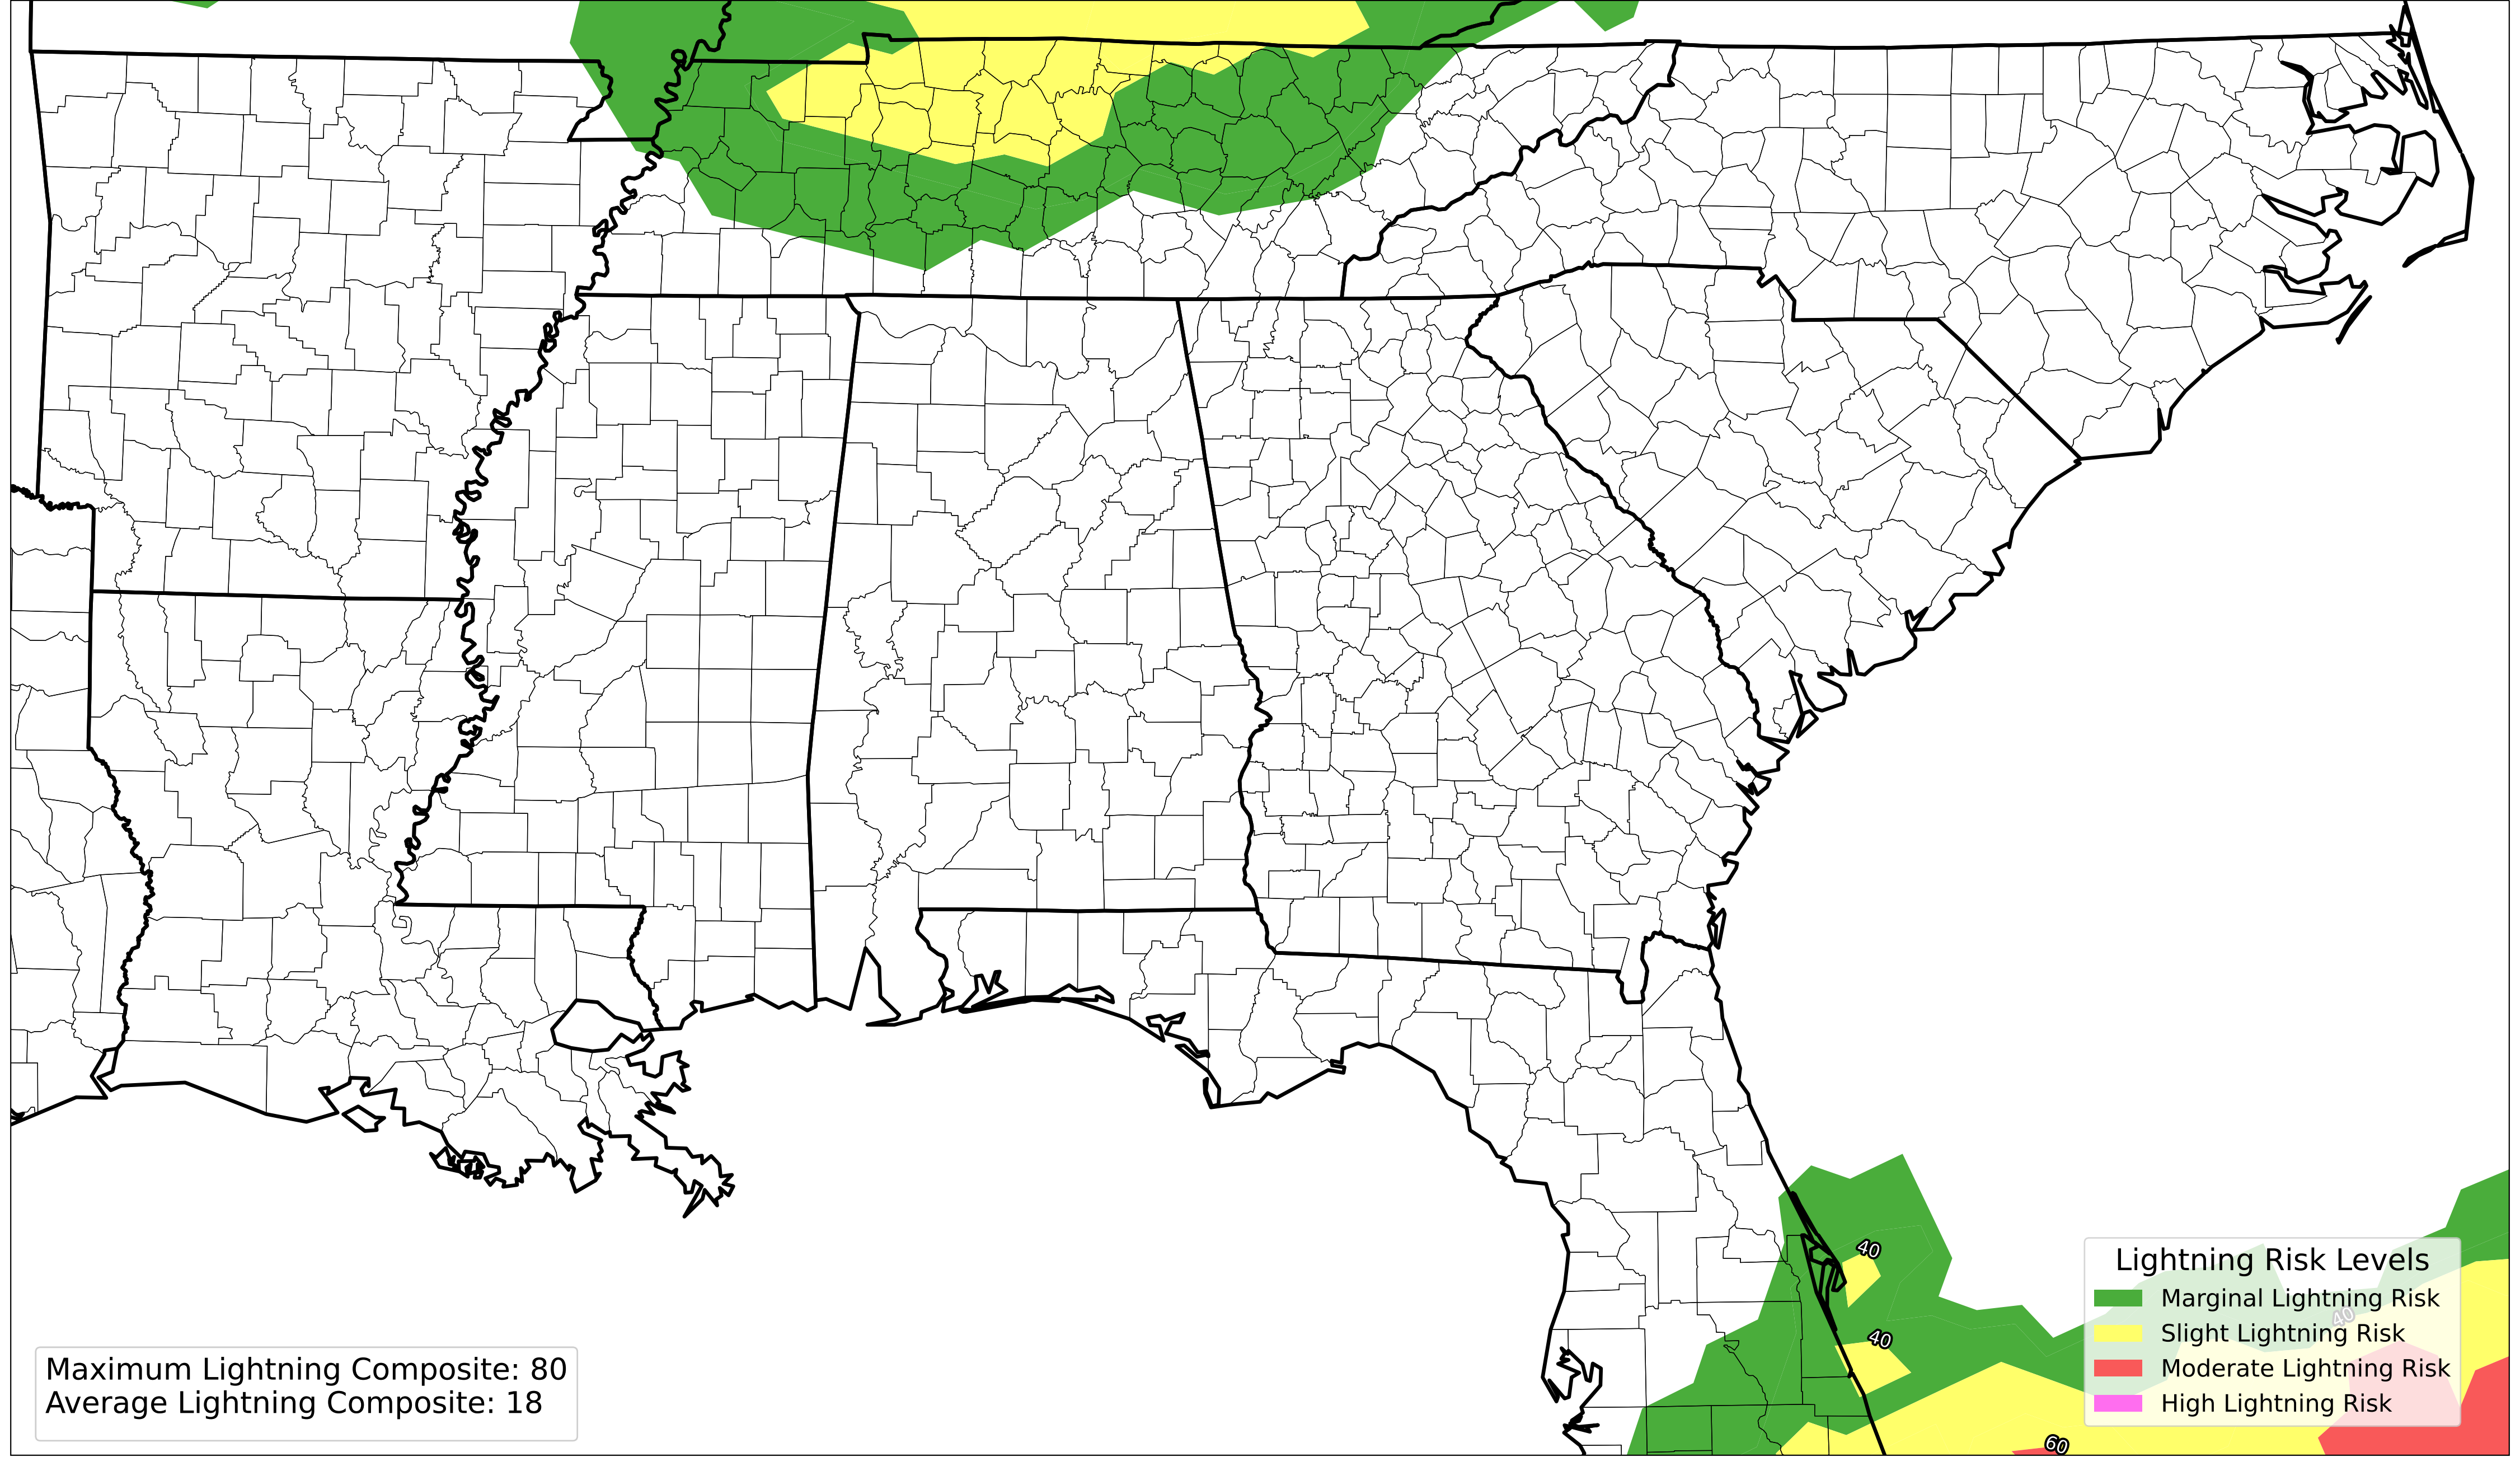 40
40
40
60
Lightning Risk Levels
Marginal Lightning Risk
Slight Lightning Risk
Moderate Lightning Risk
High Lightning Risk
Maximum Lightning Composite: 80
Average Lightning Composite: 18